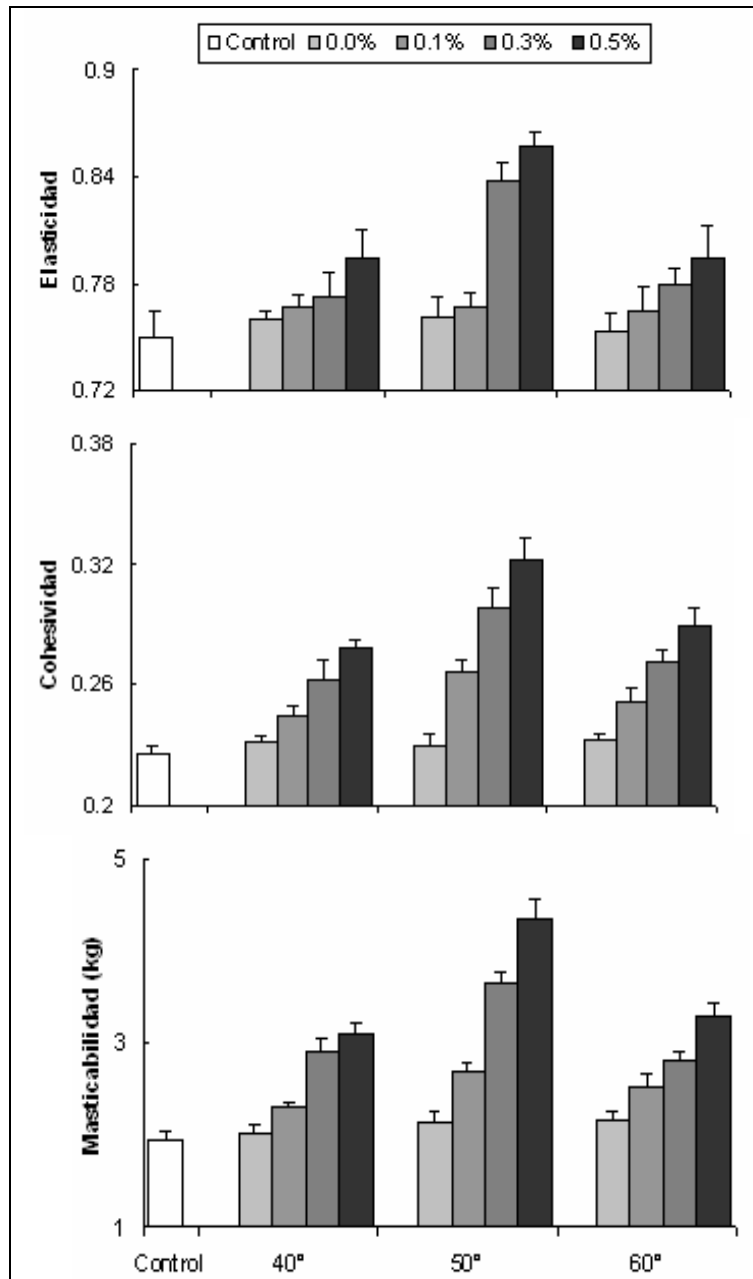 Control 0.0% 0.1% 0.3% 0.5%
0.9
0.84
0.78
0.72
Elasticidad
0.38
0.32
0.26
0.2
Cohesividad
5
3
1
Masticabilidad (kg)
Control 40° 50° 60°